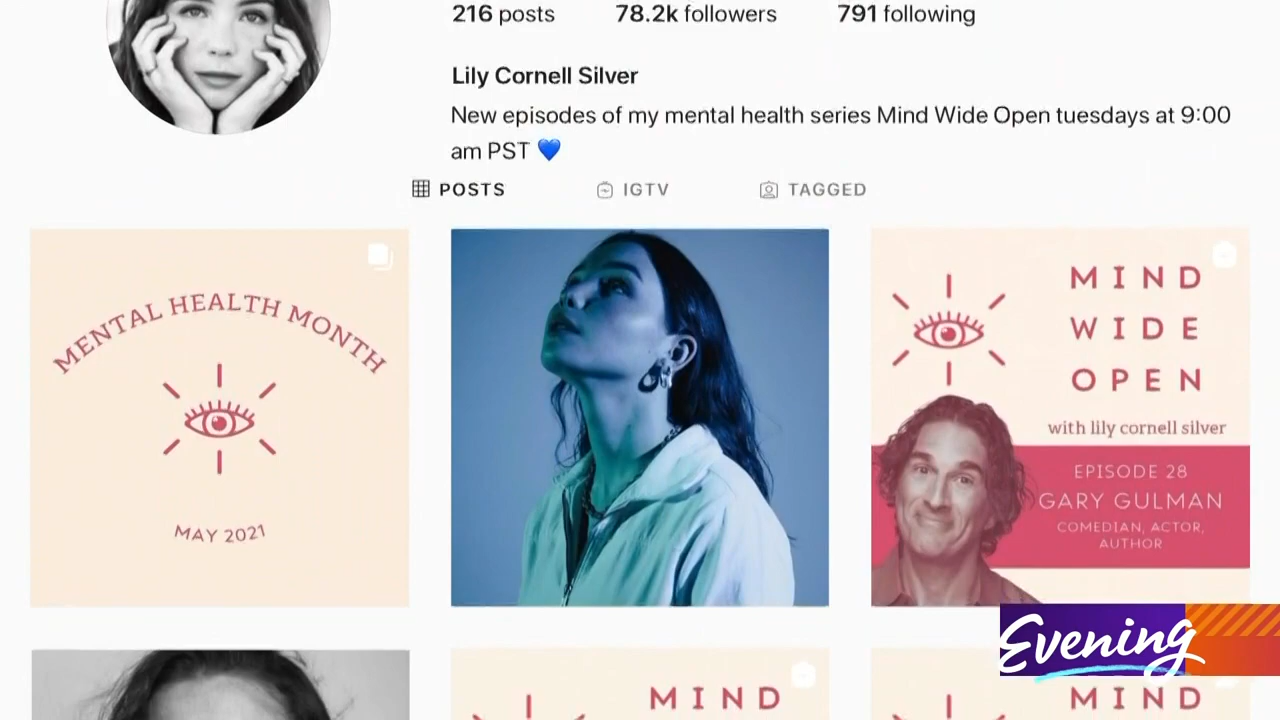 216 posts 78.2k followers 791 following
Lily Cornell Silver
New episodes of my mental health series Mind Wide Open tuesdays at 9:00
am PST 💙
POSTS IGTV TAGGED
MENTAL HEALTH MONTH
MAY 2021
MIND
WIDE
OPEN
with lily cornell silver
EPISODE 28
GARY GULMAN
COMEDIAN, ACTOR,
AUTHOR
Evening
MIND
MIND